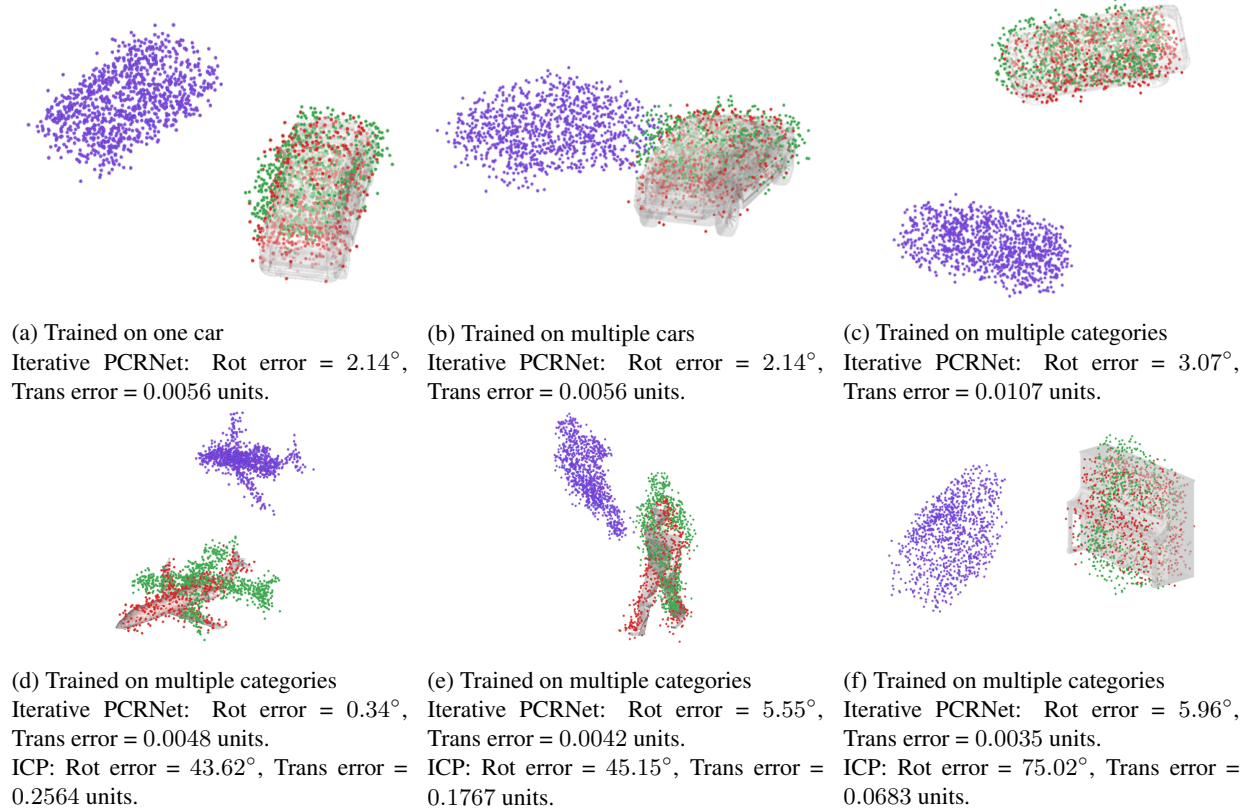 (a) Trained on one car
Iterative PCRNet: Rot error = 2.14°,
Trans error = 0.0056 units.
(b) Trained on multiple cars
Iterative PCRNet: Rot error = 2.14°,
Trans error = 0.0056 units.
(c) Trained on multiple categories
Iterative PCRNet: Rot error = 3.07°,
Trans error = 0.0107 units.
(d) Trained on multiple categories
Iterative PCRNet: Rot error = 0.34°,
Trans error = 0.0048 units.
ICP: Rot error = 43.62°, Trans error =
0.2564 units.
(e) Trained on multiple categories
Iterative PCRNet: Rot error = 5.55°,
Trans error = 0.0042 units.
ICP: Rot error = 45.15°, Trans error =
0.1767 units.
(f) Trained on multiple categories
Iterative PCRNet: Rot error = 5.96°,
Trans error = 0.0035 units.
ICP: Rot error = 75.02°, Trans error =
0.0683 units.